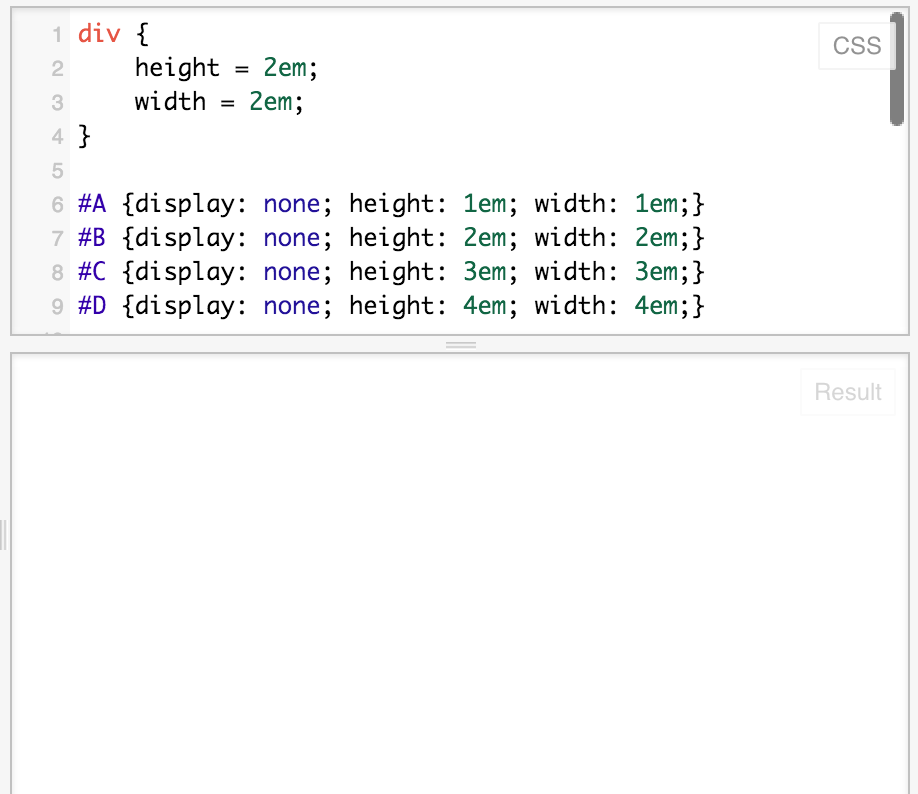 1 div {
2 height = 2em;
3 width = 2em;
4 }
5
6 #A {display: none; height: 1em; width: 1em;}
7 #B {display: none; height: 2em; width: 2em;}
8 #C {display: none; height: 3em; width: 3em;}
9 #D {display: none; height: 4em; width: 4em;}
CSS
Result